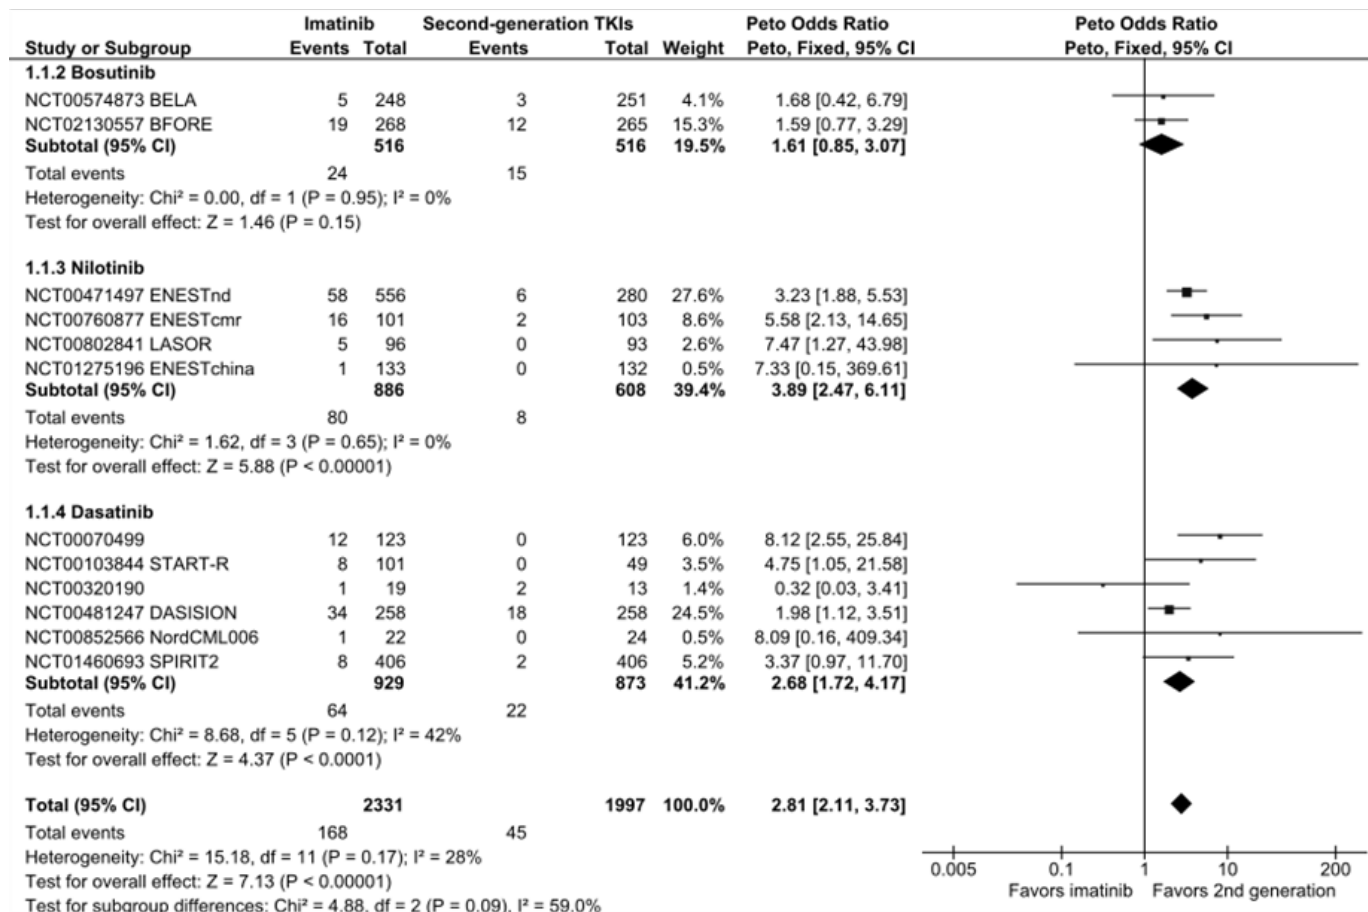 Imatinib Second-generation TKIs Peto Odds Ratio Peto Odds Ratio
Study or Subgroup Events Total Events Total Weight Peto, Fixed, 95% CI Peto, Fixed, 95% CI
1.1.2 Bosutinib
NCT00574873 BELA 5 248 3 251 4.1% 1.68 [0.42, 6.79]
NCT02130557 BFORE 19 268 12 265 15.3% 1.59 [0.77, 3.29]
Subtotal (95% CI) 516 516 19.5% 1.61 [0.85, 3.07]
Total events 24 15
Heterogeneity: Chi² = 0.00, df = 1 (P = 0.95); I² = 0%
Test for overall effect: Z = 1.46 (P = 0.15)
1.1.3 Nilotinib
NCT00471497 ENESTnd 58 556 6 280 27.6% 3.23 [1.88, 5.53]
NCT00760877 ENESTcmr 16 101 2 103 8.6% 5.58 [2.13, 14.65]
NCT00802841 LASOR 5 96 0 93 2.6% 7.47 [1.27, 43.98]
NCT01275196 ENESTchina 1 133 0 132 0.5% 7.33 [0.15, 369.61]
Subtotal (95% CI) 886 608 39.4% 3.89 [2.47, 6.11]
Total events 80 8
Heterogeneity: Chi² = 1.62, df = 3 (P = 0.65); I² = 0%
Test for overall effect: Z = 5.88 (P < 0.00001)
1.1.4 Dasatinib
NCT00070499 12 123 0 123 6.0% 8.12 [2.55, 25.84]
NCT00103844 START-R 8 101 0 49 3.5% 4.75 [1.05, 21.58]
NCT00320190 1 19 2 13 1.4% 0.32 [0.03, 3.41]
NCT00481247 DASISION 34 258 18 258 24.5% 1.98 [1.12, 3.51]
NCT00852566 NordCML006 1 22 0 24 0.5% 8.09 [0.16, 409.34]
NCT01460693 SPIRIT2 8 406 2 406 5.2% 3.37 [0.97, 11.70]
Subtotal (95% CI) 929 873 41.2% 2.68 [1.72, 4.17]
Total events 64 22
Heterogeneity: Chi² = 8.68, df = 5 (P = 0.12); I² = 42%
Test for overall effect: Z = 4.37 (P < 0.0001)
Total (95% CI) 2331 1997 100.0% 2.81 [2.11, 3.73]
Total events 168 45
Heterogeneity: Chi² = 15.18, df = 11 (P = 0.17); I² = 28%
Test for overall effect: Z = 7.13 (P < 0.00001)
Test for subgroup differences: Chi² = 4.88, df = 2 (P = 0.09), I² = 59.0%
0.005 0.1 1 10 200
Favors imatinib Favors 2nd generation